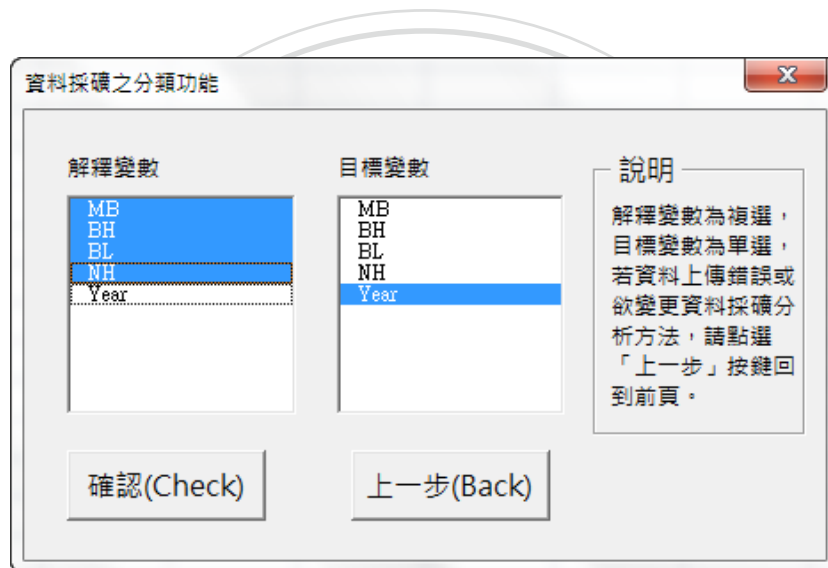 資料採礦之分類功能
X
解釋變數
MB
BH
BL
NH
Year
目標變數
MB
BH
BL
NH
Year
說明
解釋變數為複選，
目標變數為單選，
若資料上傳錯誤或
欲變更資料採礦分
析方法，請點選
「上一步」按鍵回
到前頁。
確認(Check)
上一步(Back)